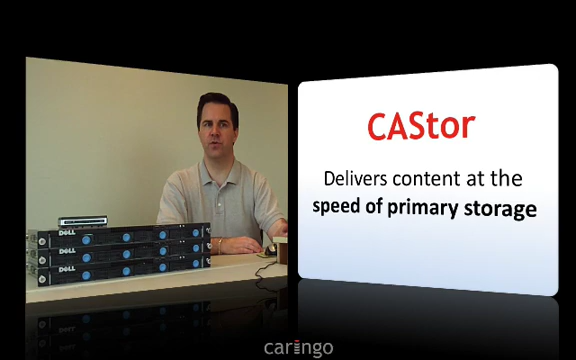 CAStor
Delivers content at the
speed of primary storage
DELL
DELL
DELL
caringo